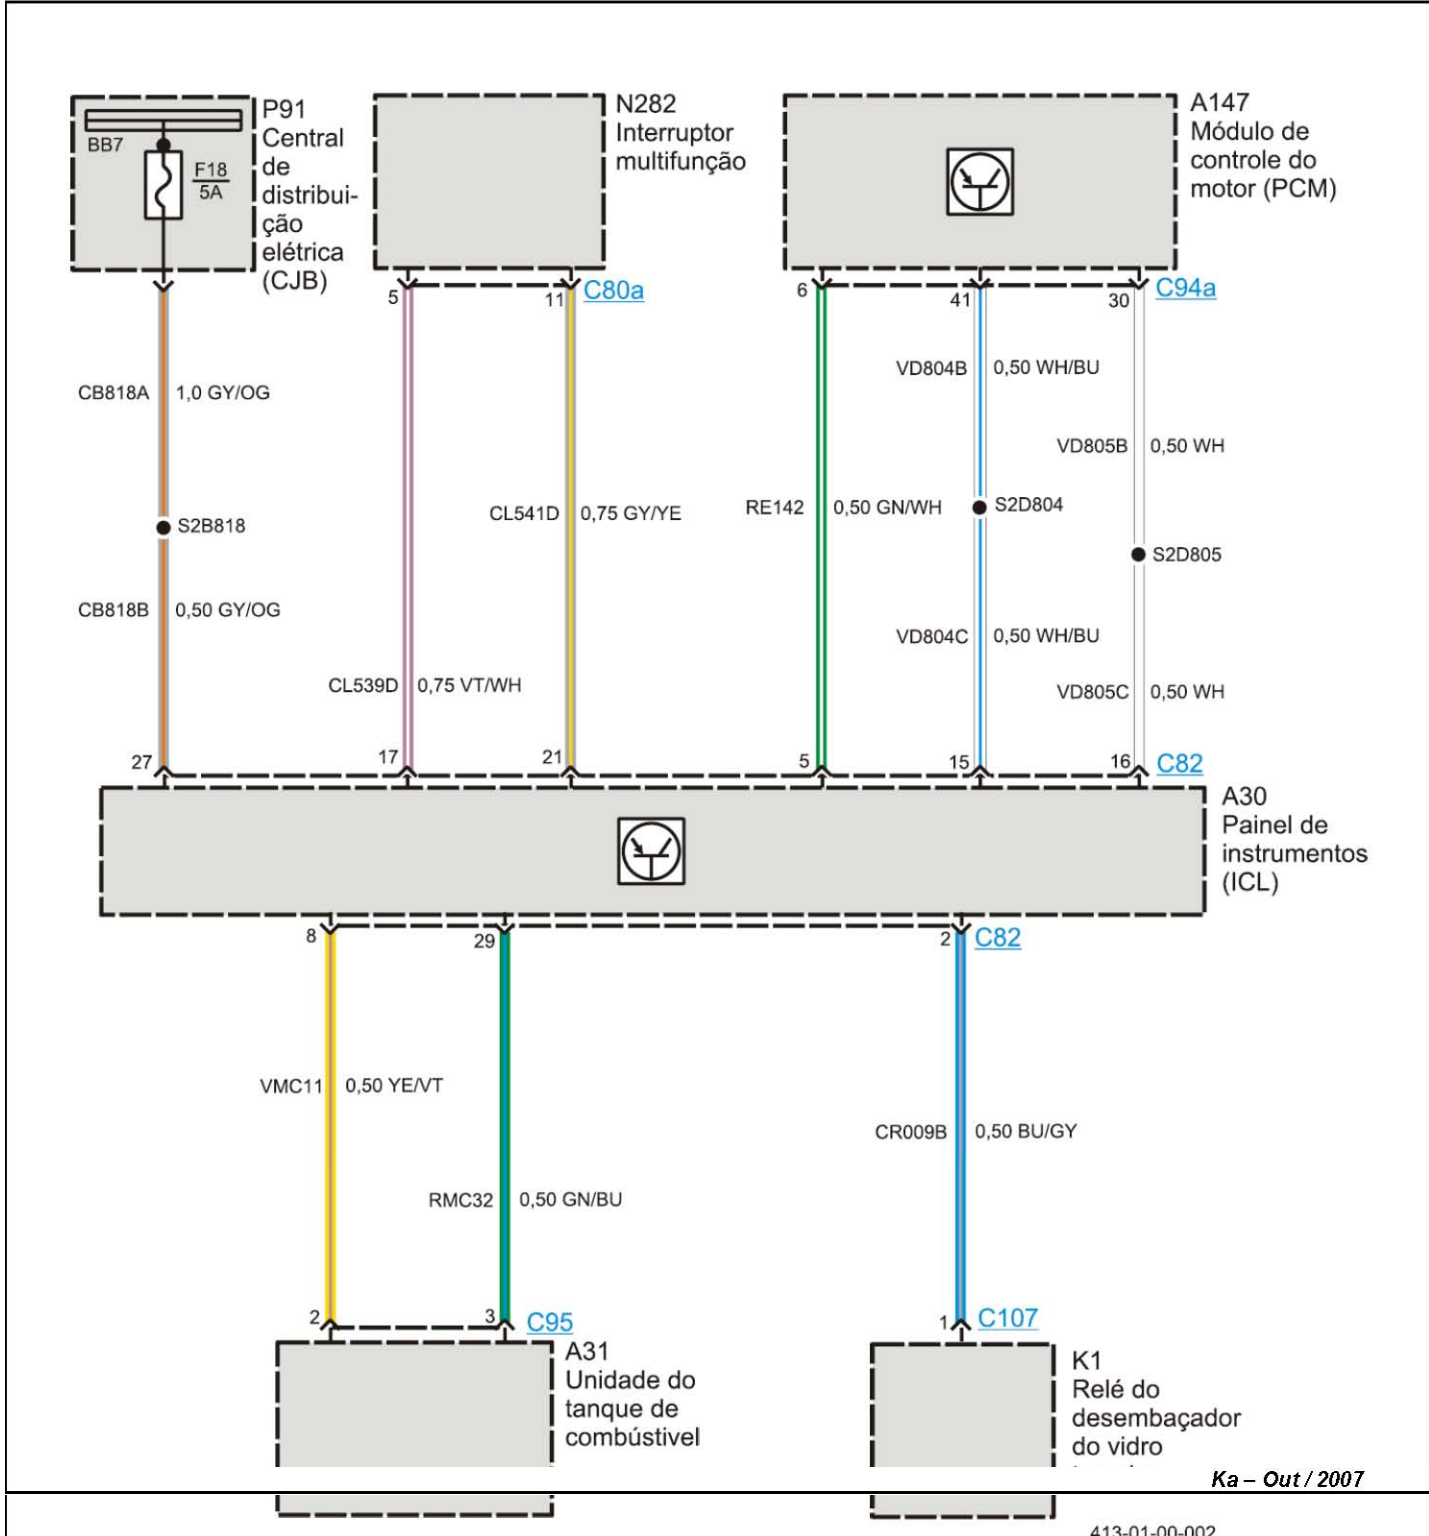 P91
Central
de
distribui-
ção
elétrica
(CJB)
BB7
F18
5A
N282
Interruptor
multifunção
A147
Módulo de
controle do
motor (PCM)
5
11
C80a
6
41
30
C94a
CB818A
1,0 GY/OG
VD804B
0,50 WH/BU
VD805B
0,50 WH
S2B818
CL541D
0,75 GY/YE
RE142
0,50 GN/WH
S2D804
S2D805
CB818B
0,50 GY/OG
VD804C
0,50 WH/BU
CL539D
0,75 VT/WH
VD805C
0,50 WH
27
17
21
5
15
16
C82
A30
Painel de
instrumentos
(ICL)
8
29
2
C82
VMC11
0,50 YE/VT
CR009B
0,50 BU/GY
RMC32
0,50 GN/BU
2
3
C95
1
C107
A31
Unidade do
tanque de
combústivel
K1
Relé do
desembaçador
do vidro
Ka – Out / 2007
413-01-00-002